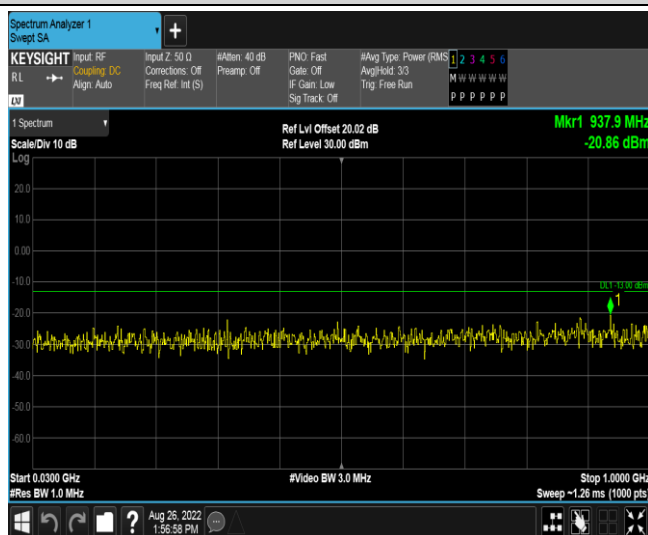 Spectrum Analyzer 1
Swept SA
+
KEYSIGHT Input: RF Input Z: 50 Ω #Atten: 40 dB PNO: Fast #Avg Type: Power (RMS 1 2 3 4 5 6
RL Coupling: DC Corrections: Off Preamp: Off Gate: Off Avg|Hold: 3/3 M W W W W W
Align: Auto Freq Ref: Int (S) IF Gain: Low Trig: Free Run
LXI Sig Track: Off P P P P P P
1 Spectrum Ref Lvl Offset 20.02 dB Mkr1 937.9 MHz
Scale/Div 10 dB Ref Level 30.00 dBm -20.86 dBm
Log
20.0
10.0
0.00
-10.0
DL1 -13.00 dBm
1
-20.0
-30.0
-40.0
-50.0
-60.0
Start 0.0300 GHz #Video BW 3.0 MHz Stop 1.0000 GHz
#Res BW 1.0 MHz Sweep ~1.26 ms (1000 pts)
? Aug 26, 2022
1:56:58 PM